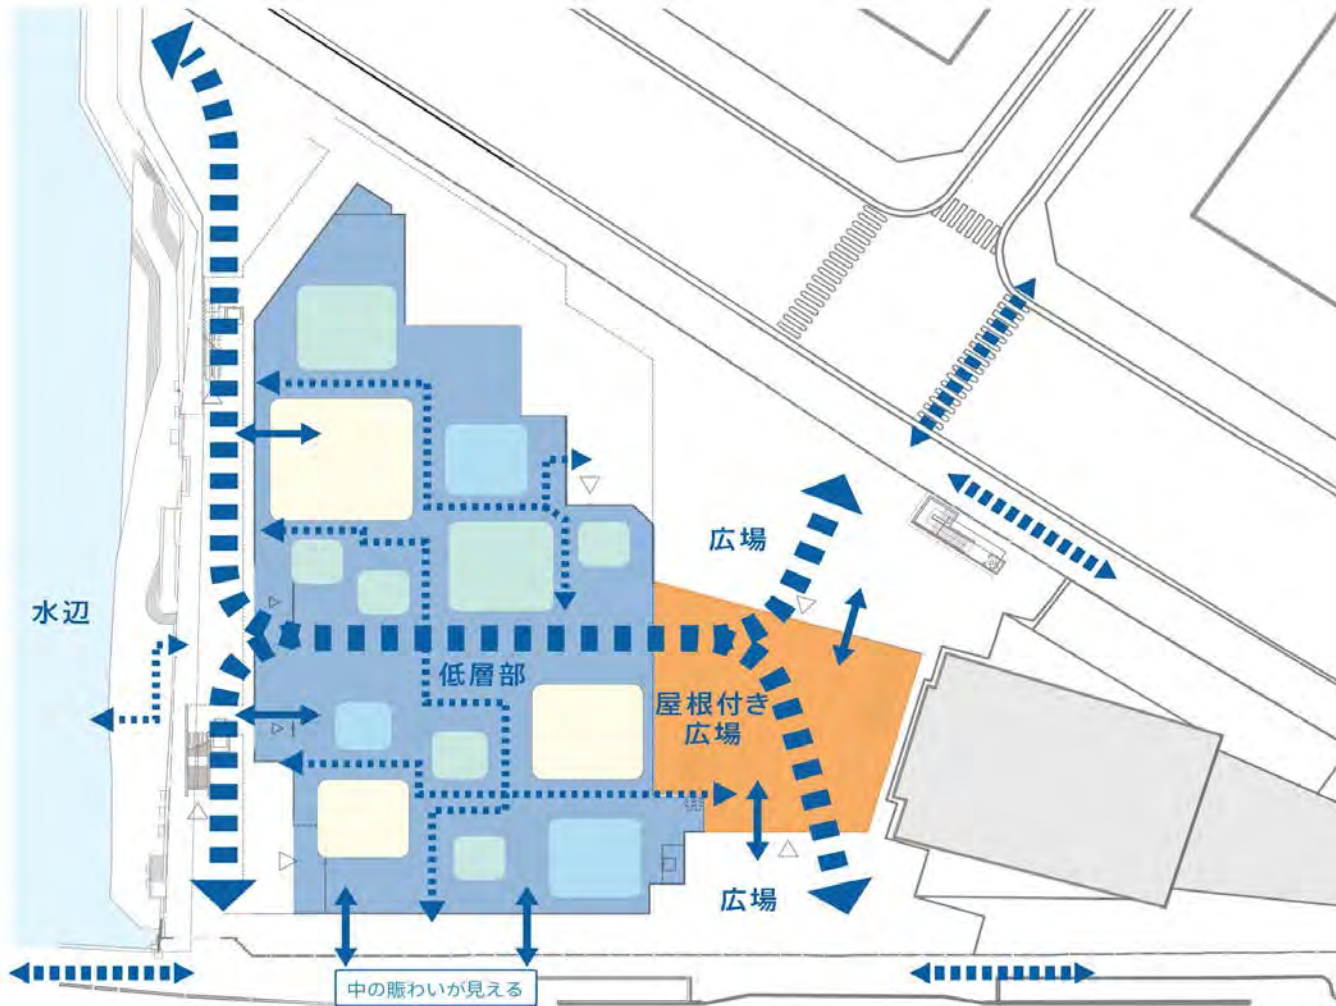 広場
水辺
低層部
屋根付き
広場
広場
中の賑わいが見える